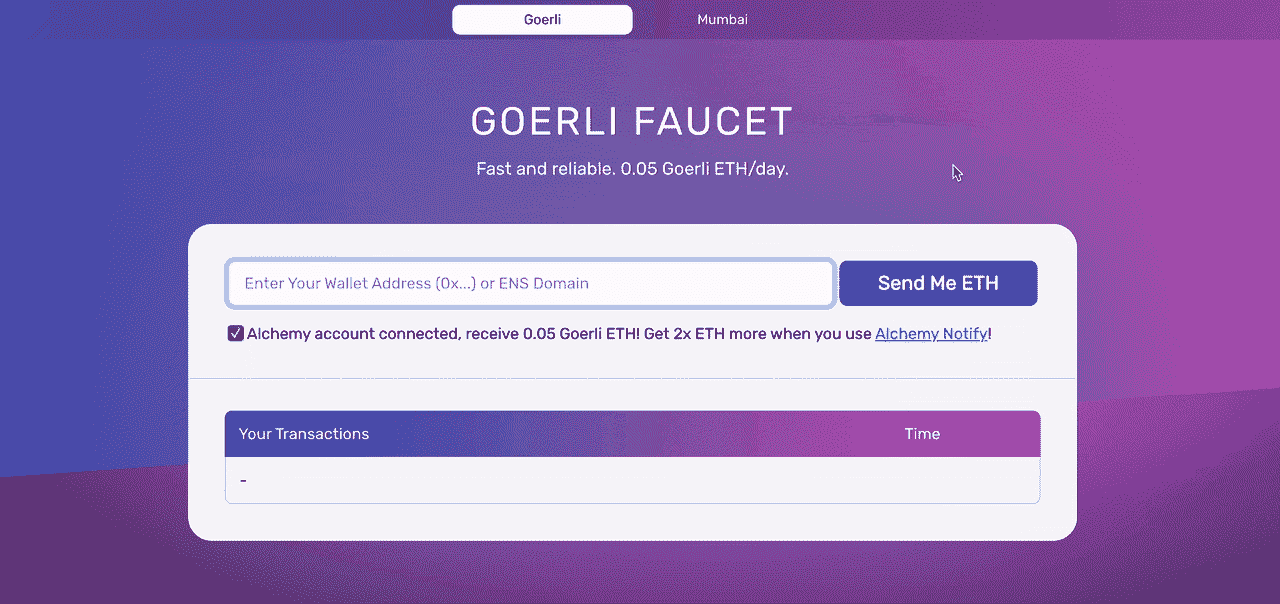 Goerli Mumbai
GOERLI FAUCET
Fast and reliable. 0.05 Goerli ETH/day.
Enter Your Wallet Address (0x...) or ENS Domain Send Me ETH
Alchemy account connected, receive 0.05 Goerli ETH! Get 2x ETH more when you use Alchemy Notify!
Your Transactions Time
-